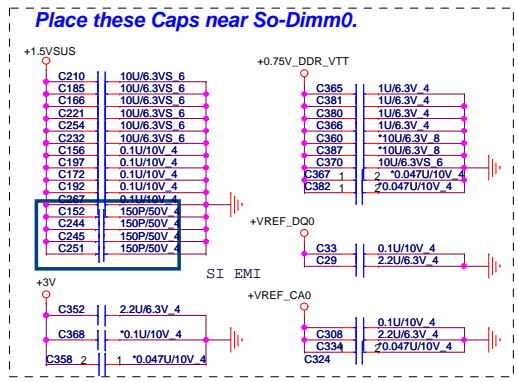 Place these Caps near So-Dimm0.
+1.5VSUS
C210 10U/6.3VS_6
C185 10U/6.3VS_6
C166 10U/6.3VS_6
C221 10U/6.3VS_6
C254 10U/6.3VS_6
C232 10U/6.3VS_6
C156 0.1U/10V_4
C197 0.1U/10V_4
C172 0.1U/10V_4
C192 0.1U/10V_4
C267 0.1U/10V_4
C152 150P/50V_4
C244 150P/50V_4
C245 150P/50V_4
C251 150P/50V_4
SI EMI
+3V
C352 2.2U/6.3V_4
C368 *0.1U/10V_4
C358 2 1 *0.047U/10V_4
+0.75V_DDR_VTT
C365 1U/6.3V_4
C381 1U/6.3V_4
C380 1U/6.3V_4
C366 1U/6.3V_4
C360 *10U/6.3V_8
C387 *10U/6.3V_8
C370 10U/6.3VS_6
C367 1 2 *0.047U/10V_4
C382 1 2 *0.047U/10V_4
+VREF_DQ0
C33 0.1U/10V_4
C29 2.2U/6.3V_4
+VREF_CA0
0.1U/10V_4
C308 2.2U/6.3V_4
C334 1 2 *0.047U/10V_4
C324